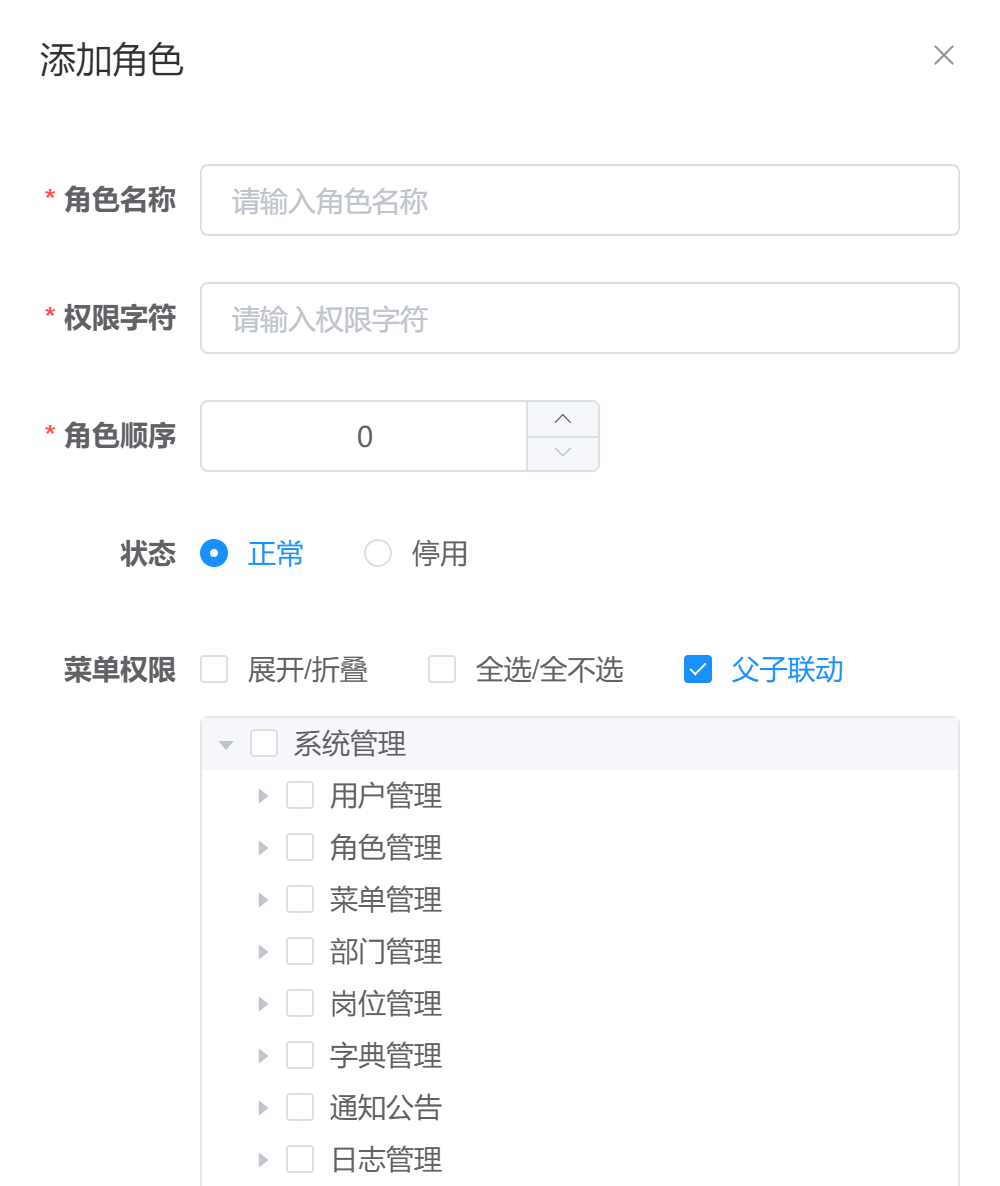 添加角色
* 角色名称 请输入角色名称
* 权限字符 请输入权限字符
* 角色顺序 0
状态 正常 停用
菜单权限 展开/折叠 全选/全不选 父子联动
系统管理
用户管理
角色管理
菜单管理
部门管理
岗位管理
字典管理
通知公告
日志管理